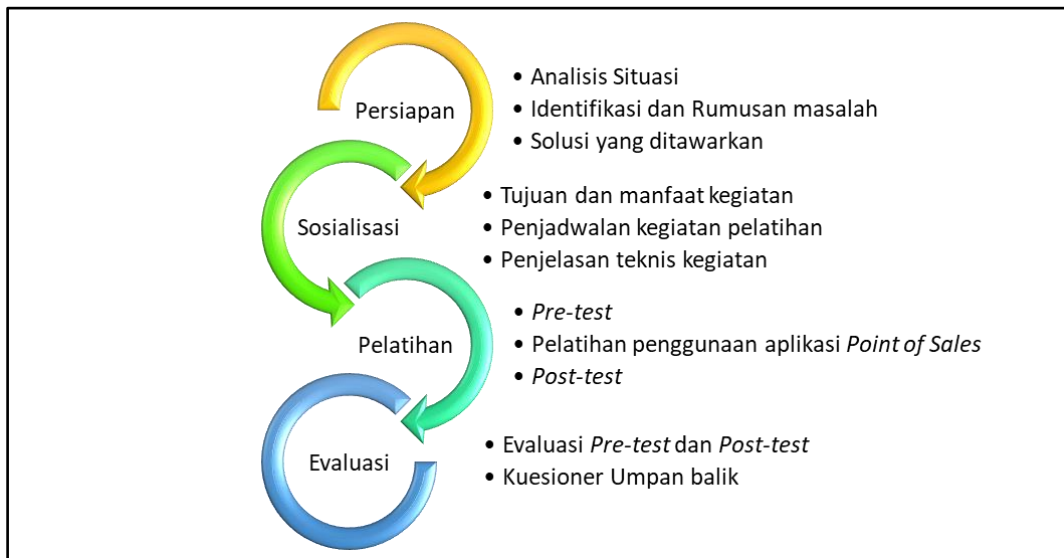 Persiapan
• Analisis Situasi
• Identifikasi dan Rumusan masalah
• Solusi yang ditawarkan
Sosialisasi
• Tujuan dan manfaat kegiatan
• Penjadwalan kegiatan pelatihan
• Penjelasan teknis kegiatan
Pelatihan
• Pre-test
• Pelatihan penggunaan aplikasi Point of Sales
• Post-test
Evaluasi
• Evaluasi Pre-test dan Post-test
• Kuesioner Umpan balik